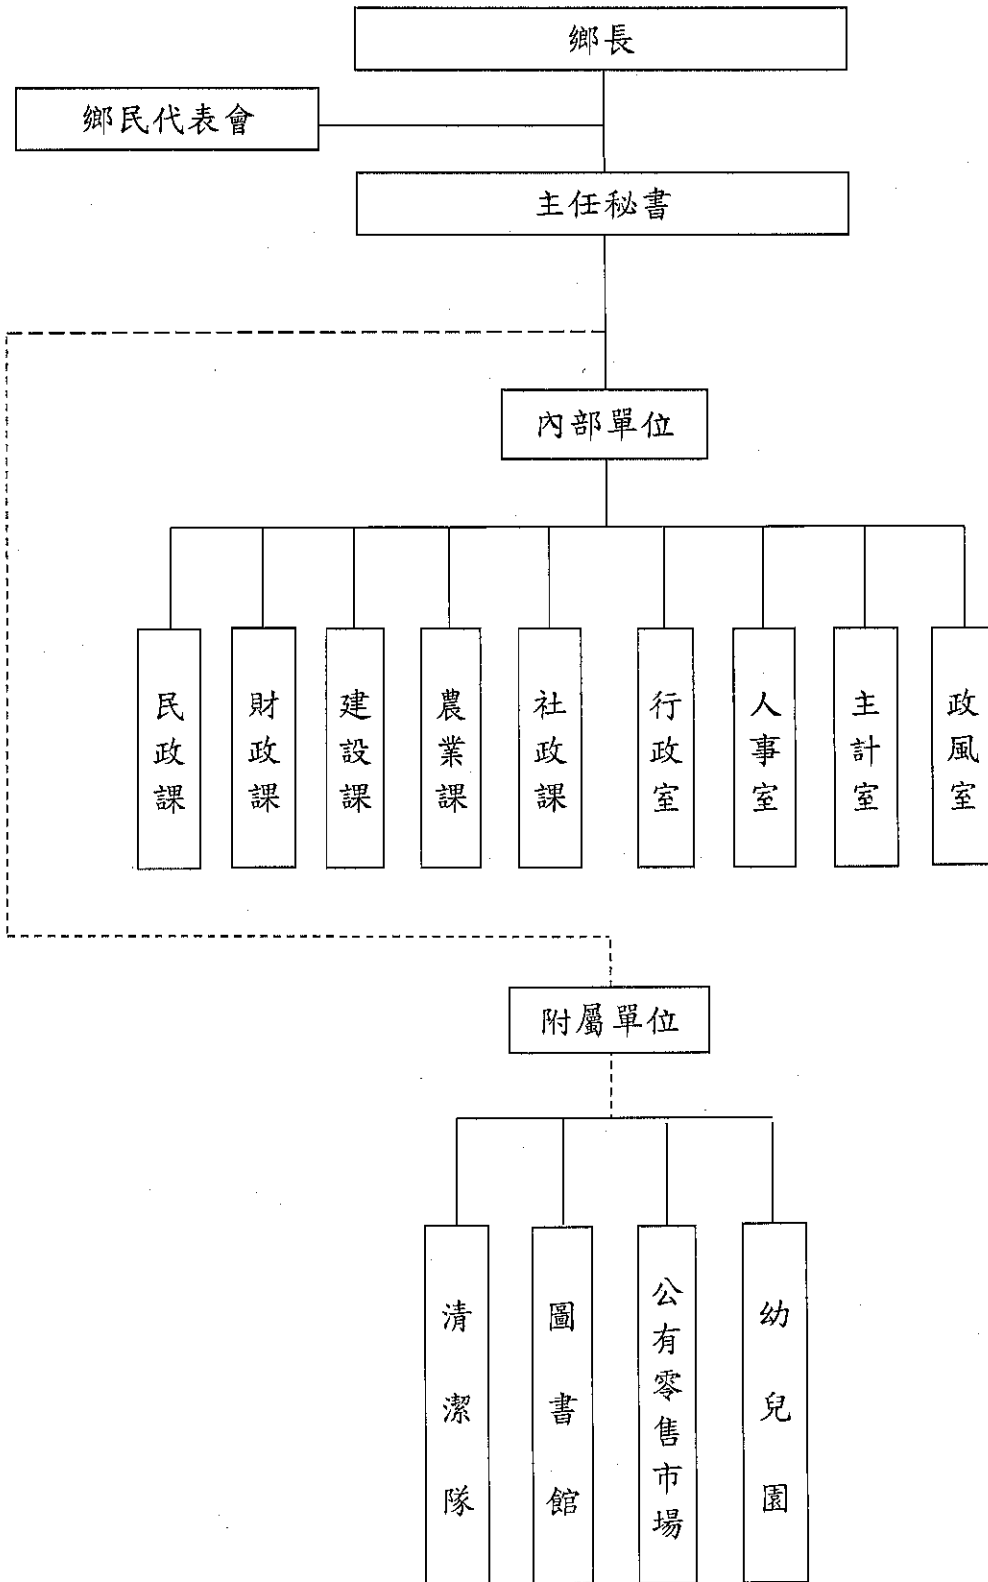 鄉長
鄉民代表會
主任秘書
內部單位
民政課
財政課
建設課
農業課
社政課
行政室
人事室
主計室
政風室
附屬單位
清潔隊
圖書館
公有零售市場
幼兒園